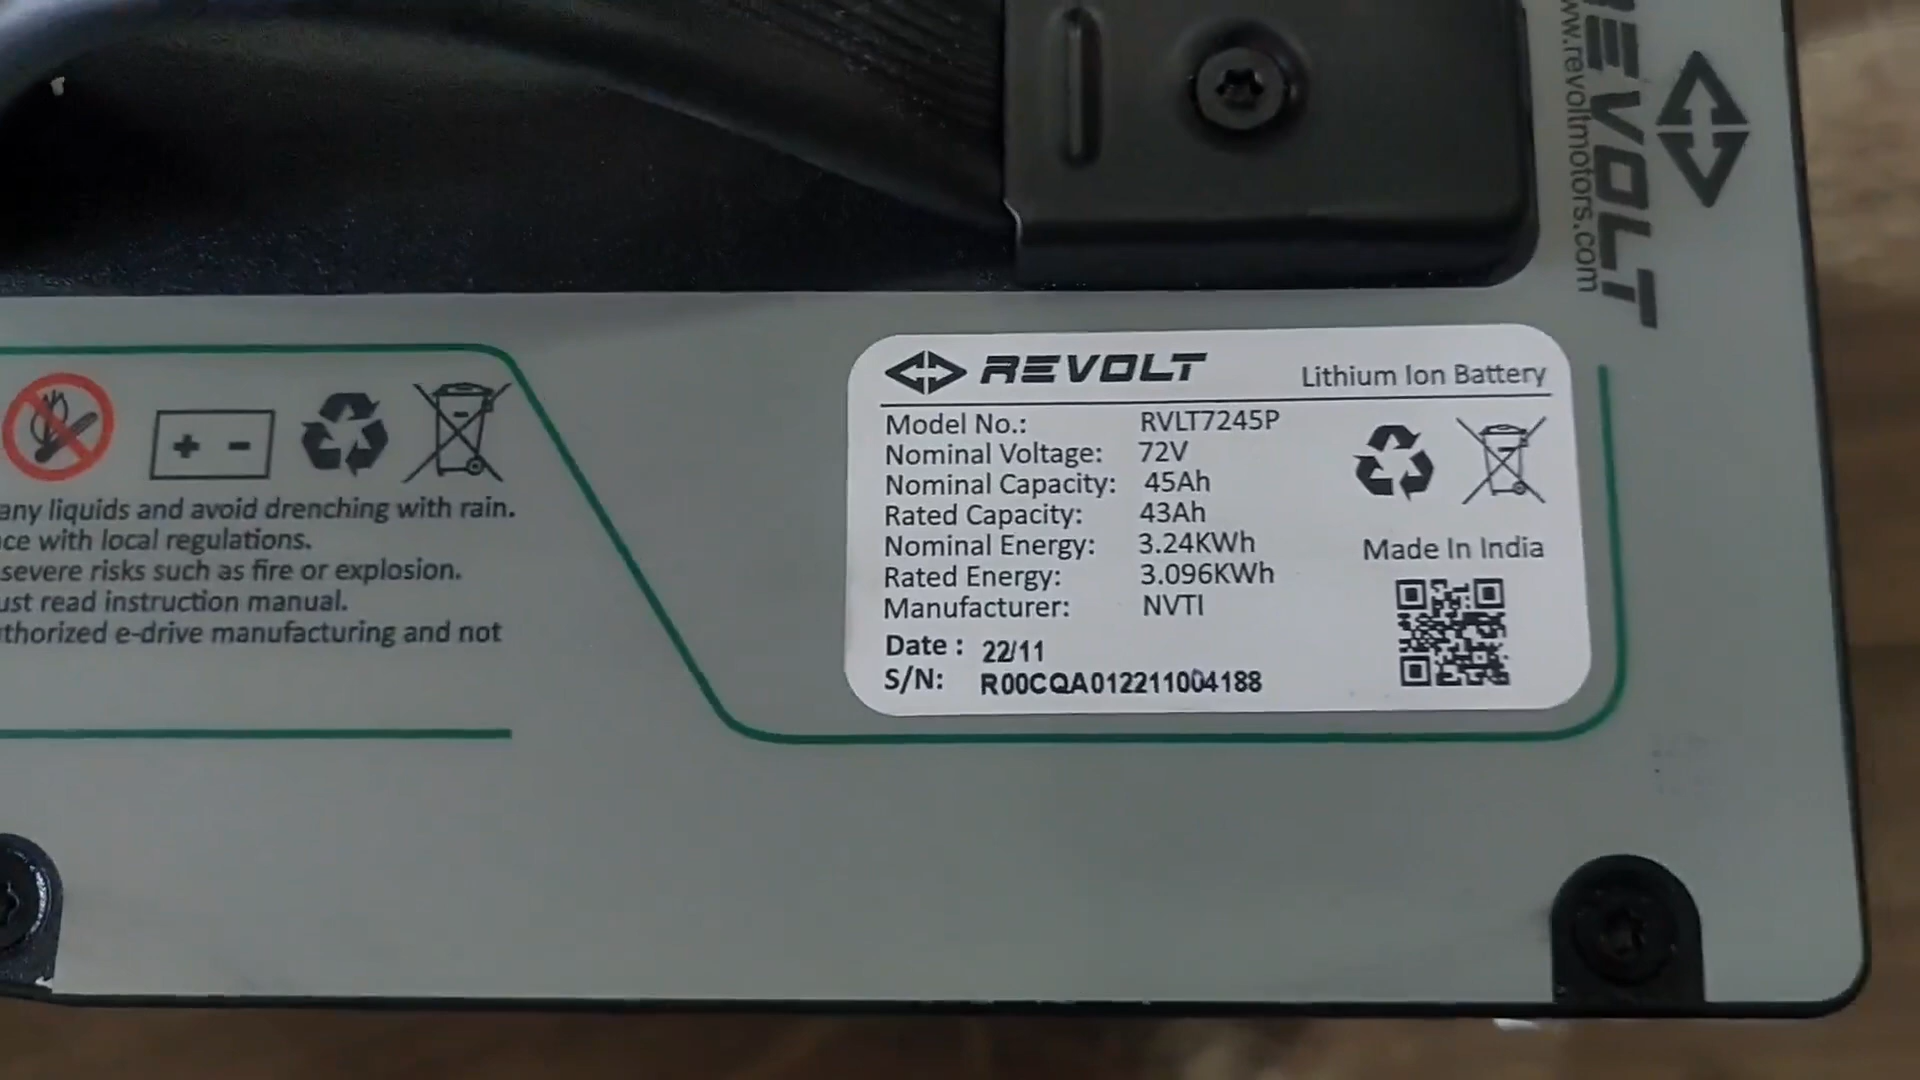 REVOLT
www.revoltmotors.com
any liquids and avoid drenching with rain.
with local regulations.
severe risks such as fire or explosion.
read instruction manual.
e-drive manufacturing and not
REVOLT Lithium Ion Battery
Model No.: RVLT7245P
Nominal Voltage: 72V
Nominal Capacity: 45Ah
Rated Capacity: 43Ah
Nominal Energy: 3.24KWh
Rated Energy: 3.096KWh
Manufacturer: NVTI
Date : 22/11
S/N: R00CQA012211004188
Made In India